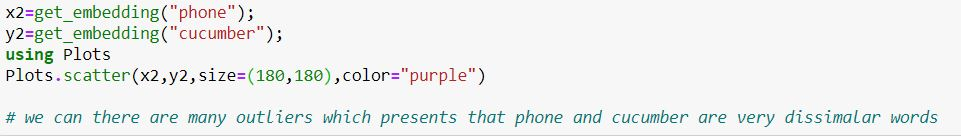 x2=get_embedding("phone");
y2=get_embedding("cucumber");
using Plots
Plots.scatter(x2,y2,size=(180,180),color="purple")
# we can there are many outliers which presents that phone and cucumber are very dissimalar words